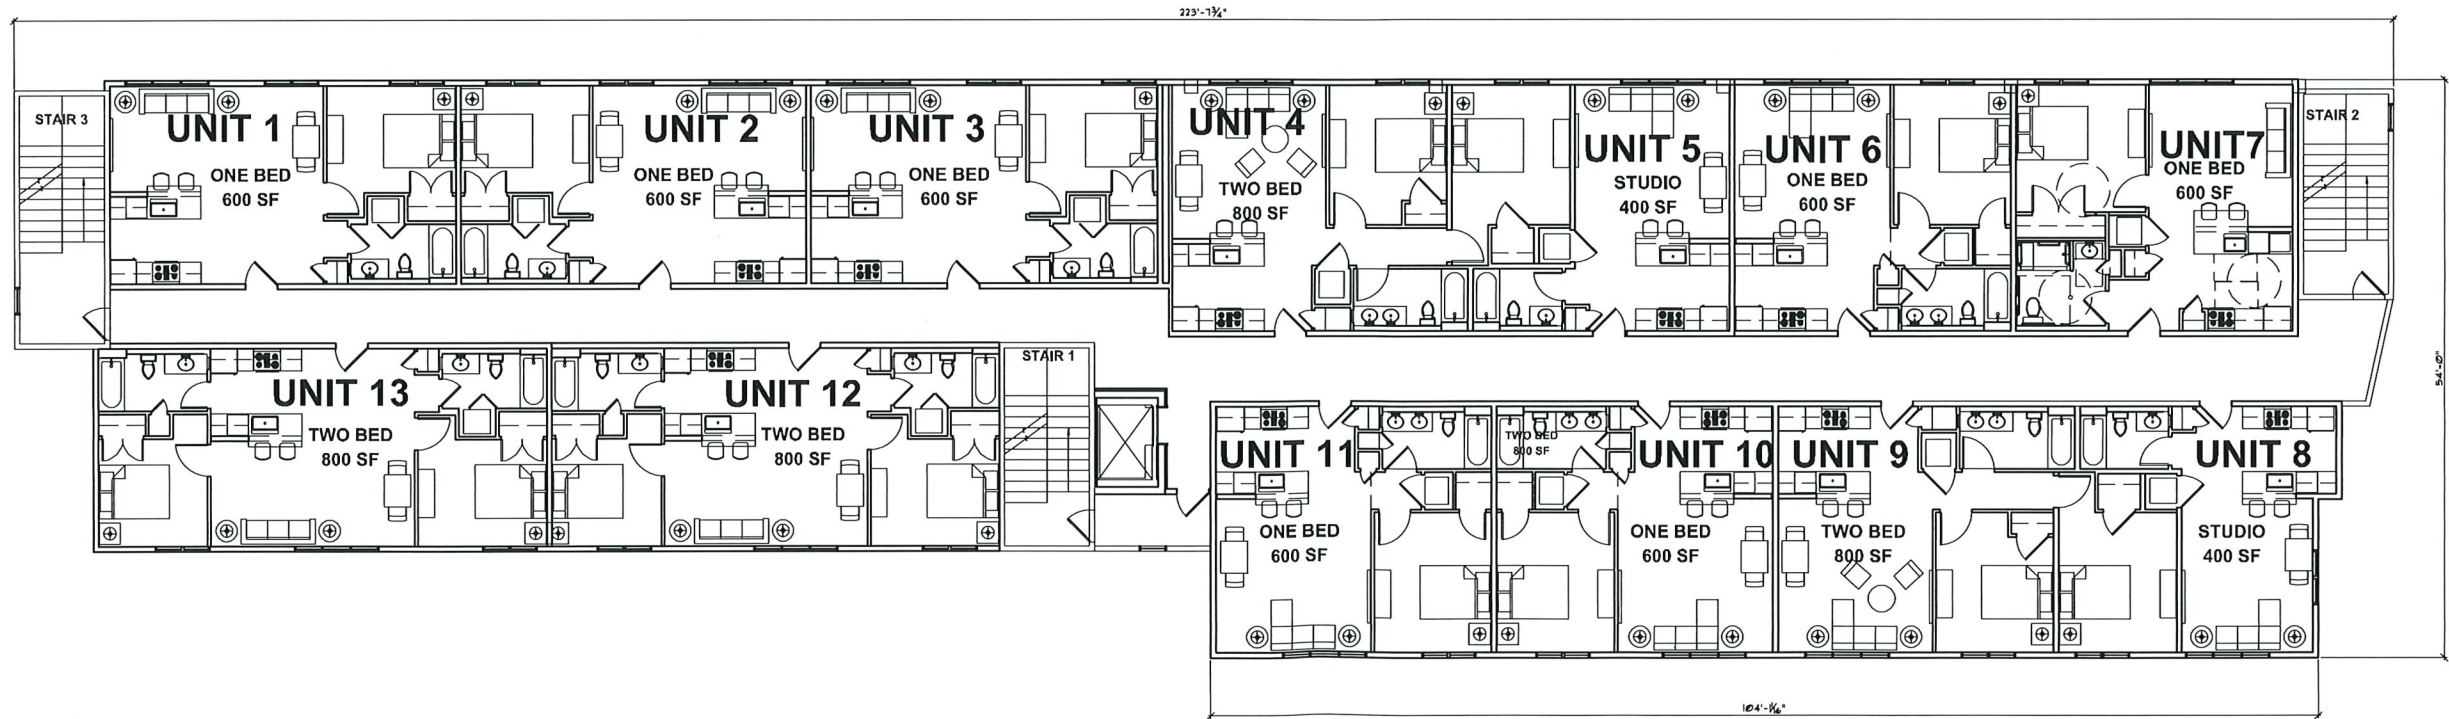 223'-7¾"
STAIR 3
UNIT 1
ONE BED
600 SF
UNIT 2
ONE BED
600 SF
UNIT 3
ONE BED
600 SF
UNIT 4
TWO BED
800 SF
UNIT 5
STUDIO
400 SF
UNIT 6
ONE BED
600 SF
UNIT7
ONE BED
600 SF
STAIR 2
54'-0"
UNIT 13
TWO BED
800 SF
UNIT 12
TWO BED
800 SF
STAIR 1
UNIT 11
ONE BED
600 SF
TWO BED
800 SF
UNIT 10
ONE BED
600 SF
UNIT 9
TWO BED
800 SF
UNIT 8
STUDIO
400 SF